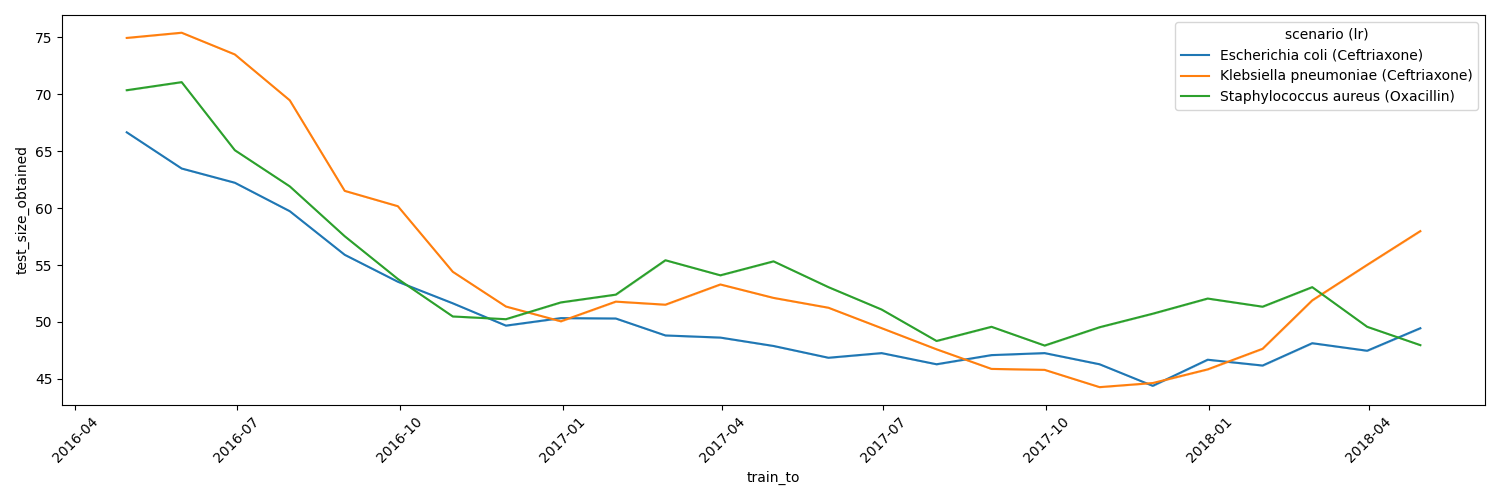 scenario (lr)
Escherichia coli (Ceftriaxone)
Klebsiella pneumoniae (Ceftriaxone)
Staphylococcus aureus (Oxacillin)
test_size_obtained
75
70
65
60
55
50
45
2016-04
2016-07
2016-10
2017-01
2017-04
2017-07
2017-10
2018-01
2018-04
train_to